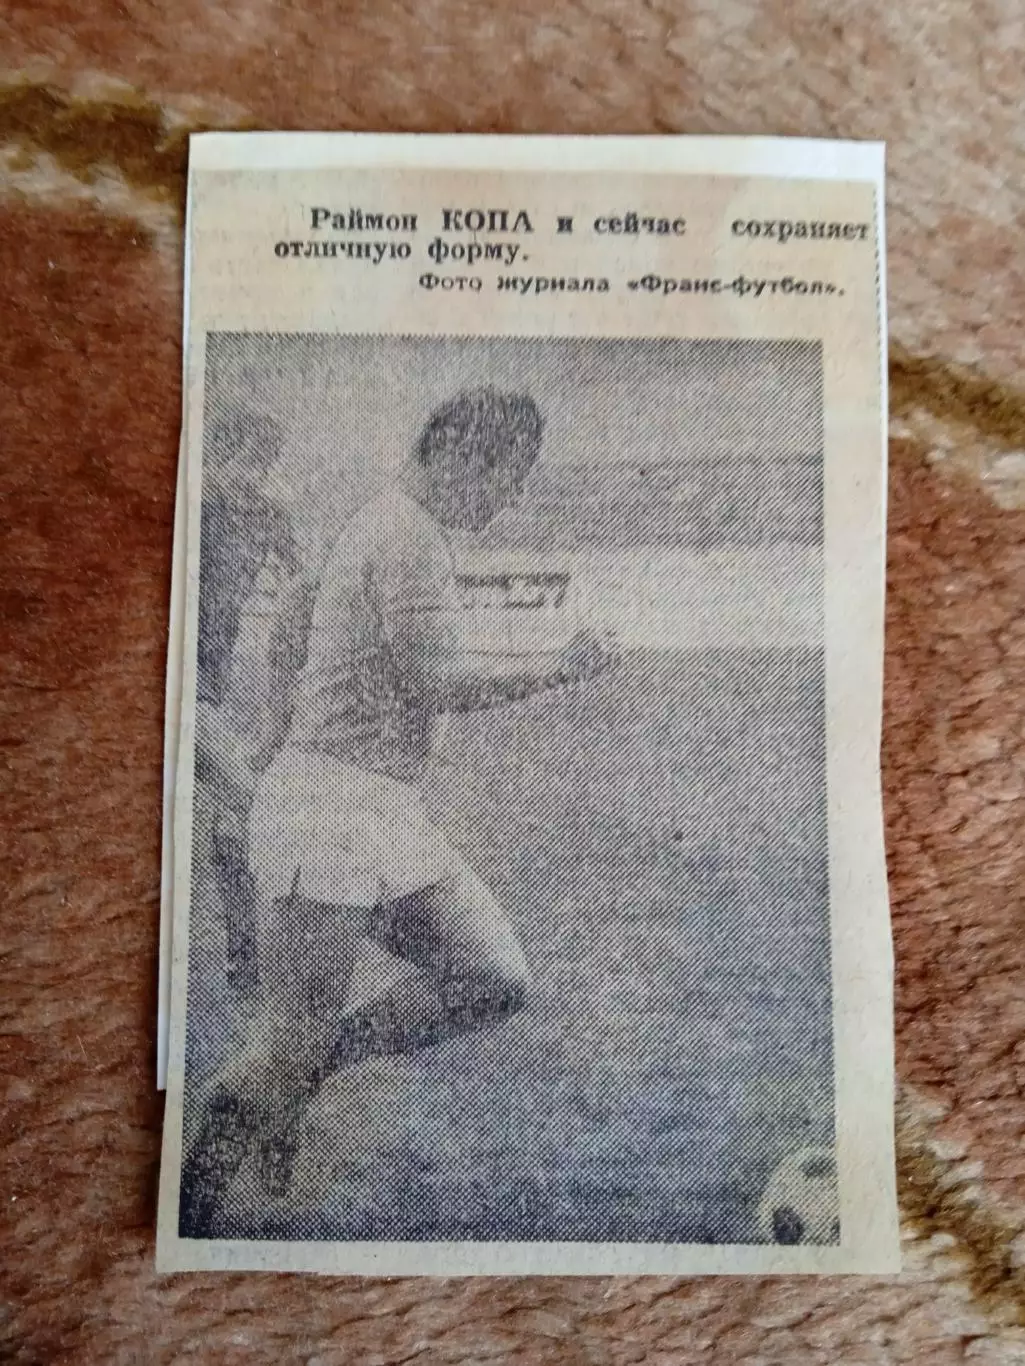 Раймон КОПА и сейчас сохраняет
отличную форму.
Фото журнала «Франс-футбол».